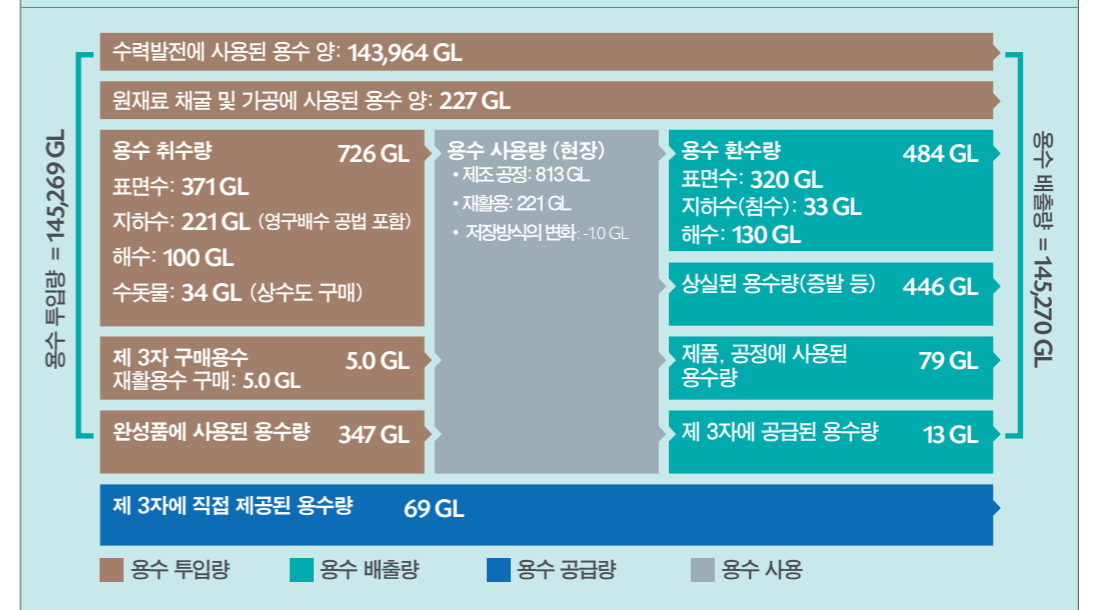 수력발전에 사용된 용수 양: 143,964 GL
원재료 채굴 및 가공에 사용된 용수 양: 227 GL
용수 투입량 = 145,269 GL
용수 취수량 726 GL
표면수: 371 GL
지하수: 221 GL (영구배수 공법 포함)
해수: 100 GL
수돗물: 34 GL (상수도 구매)
제 3자 구매용수 5.0 GL
재활용수 구매: 5.0 GL
완성품에 사용된 용수량 347 GL
용수 사용량 (현장)
• 제조 공정: 813 GL
• 재활용: 221 GL
• 저장방식의 변화: -1.0 GL
용수 환수량 484 GL
표면수: 320 GL
지하수(침수): 33 GL
해수: 130 GL
상실된 용수량(증발 등) 446 GL
제품, 공정에 사용된 79 GL
용수량
제 3자에 공급된 용수량 13 GL
용수 배출량 = 145,270 GL
제 3자에 직접 제공된 용수량 69 GL
용수 투입량 용수 배출량 용수 공급량 용수 사용